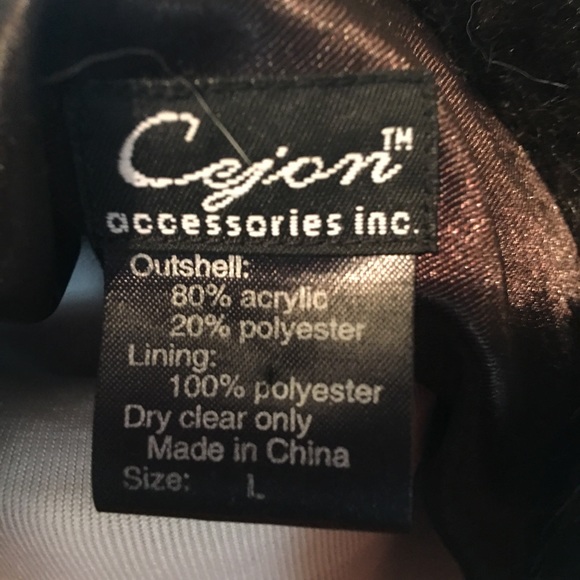 Cejon™
accessories inc.
Outshell:
80% acrylic
20% polyester
Lining:
100% polyester
Dry clear only
Made in China
Size: L